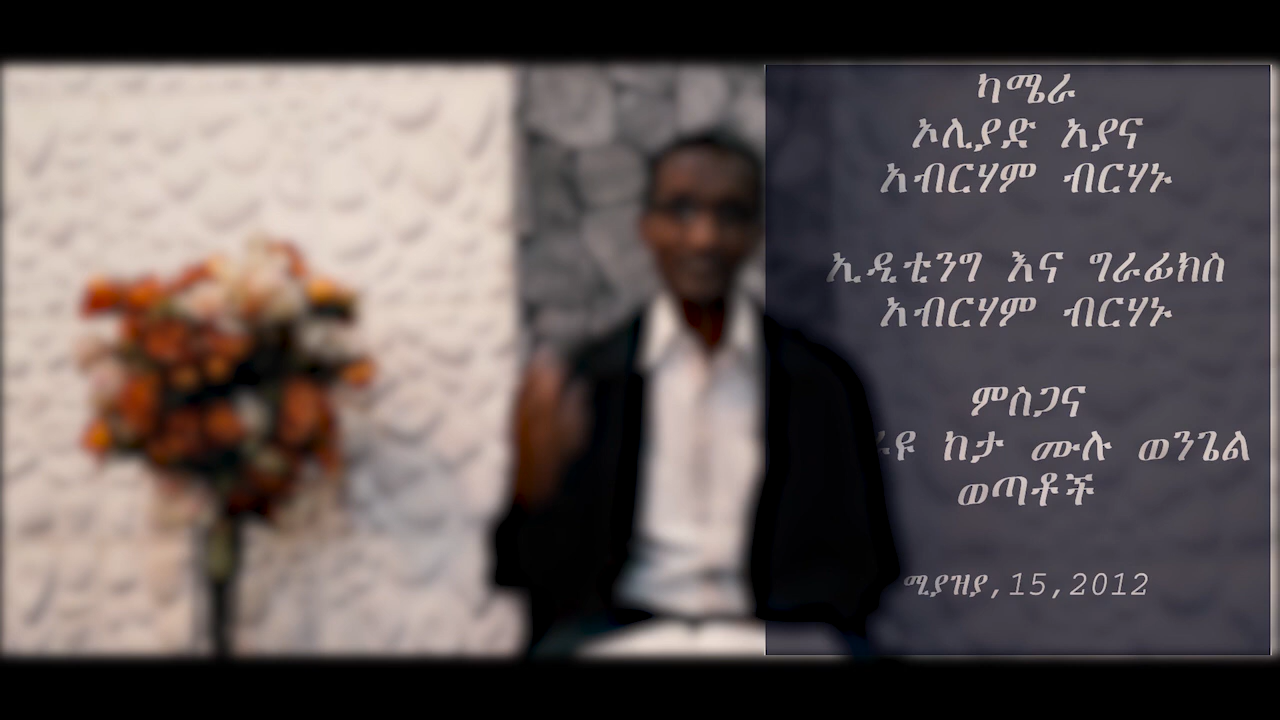 ካሜራ
ኦሊያድ አያና
አብርሃም ብርሃኑ
ኢዲቲንግ እና ግራፊክስ
አብርሃም ብርሃኑ
ምስጋና
ከታ ሙሉ ወንጌል
ወጣቶች
ሚያዝያ,15,2012